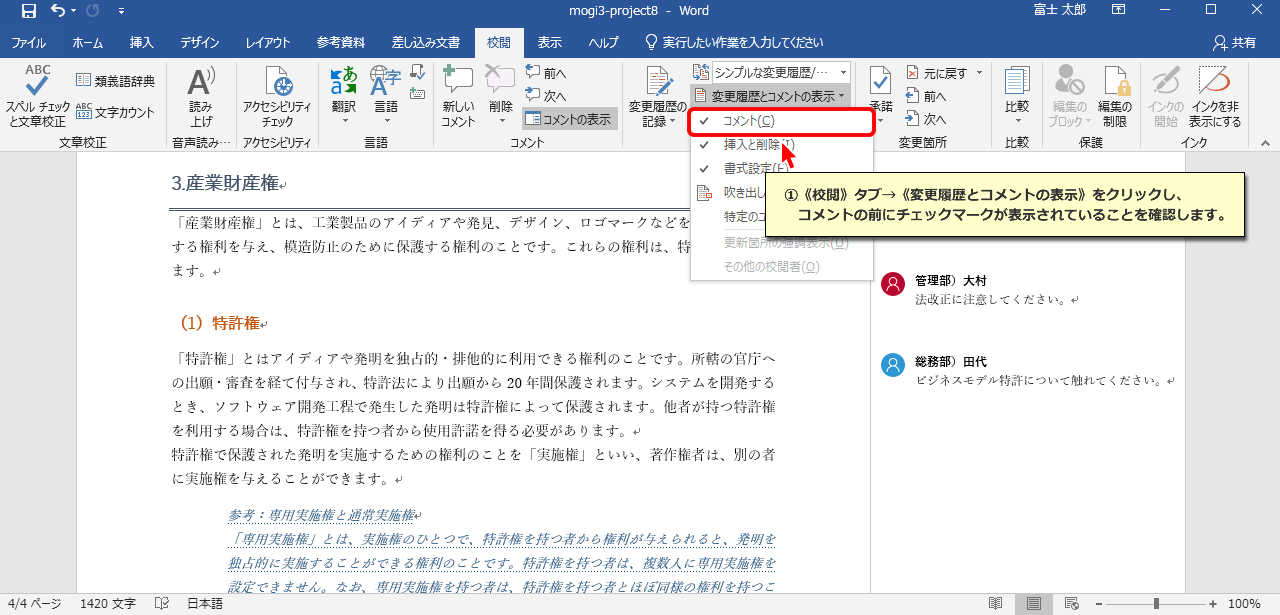 mogi3-project8 - Word
富士 太郎
ファイル ホーム 挿入 デザイン レイアウト 参考資料 差し込み文書 校閲 表示 ヘルプ 実行したい作業を入力してください 共有
ABC
スペル チェックと文章校正
類義語辞典
ABC
123
文字カウント
文章校正
A
読み上げ
音声読み…
アクセシビリティチェック
アクセシビリティ
あ
a
翻訳
A字
言語
言語
新しいコメント
削除
前へ
次へ
コメントの表示
コメント
変更履歴の記録
シンプルな変更履歴/…
変更履歴とコメントの表示
承諾
元に戻す
前へ
次へ
変更箇所
比較
比較
編集のブロック
編集の制限
保護
インクの開始
インクを非表示にする
インク
コメント(C)
挿入と削除(I)
書式設定(F)
吹き出し
特定のユ
更新箇所の強調表示(U)
その他の校閲者(O)
①《校閲》タブ→《変更履歴とコメントの表示》をクリックし、
コメントの前にチェックマークが表示されていることを確認します。
3.産業財産権
「産業財産権」とは、工業製品のアイディアや発見、デザイン、ロゴマークなどを
する権利を与え、模造防止のために保護する権利のことです。これらの権利は、特
ます。
（1）特許権
「特許権」とはアイディアや発明を独占的・排他的に利用できる権利のことです。所轄の官庁へ
の出願・審査を経て付与され、特許法により出願から 20 年間保護されます。システムを開発する
とき、ソフトウェア開発工程で発生した発明は特許権によって保護されます。他者が持つ特許権
を利用する場合は、特許権を持つ者から使用許諾を得る必要があります。
特許権で保護された発明を実施するための権利のことを「実施権」といい、著作権者は、別の者
に実施権を与えることができます。
参考：専用実施権と通常実施権
「専用実施権」とは、実施権のひとつで、特許権を持つ者から権利が与えられると、発明を
独占的に実施することができる権利のことです。特許権を持つ者は、複数人に専用実施権を
設定できません。なお、専用実施権を持つ者は、特許権を持つ者とほぼ同様の権利を持つこ
管理部）大村
法改正に注意してください。
総務部）田代
ビジネスモデル特許について触れてください。
4/4 ページ 1420 文字 日本語 100%